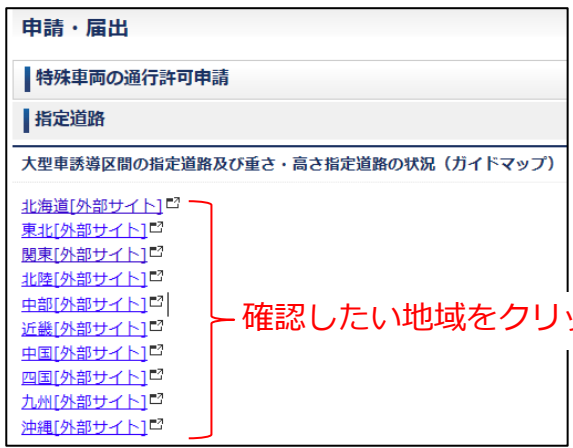 申請・届出
特殊車両の通行許可申請
指定道路
大型車誘導区間の指定道路及び重さ・高さ指定道路の状況（ガイドマップ）
北海道[外部サイト]
東北[外部サイト]
関東[外部サイト]
北陸[外部サイト]
中部[外部サイト]
近畿[外部サイト]
中国[外部サイト]
四国[外部サイト]
九州[外部サイト]
沖縄[外部サイト]
確認したい地域をクリッ